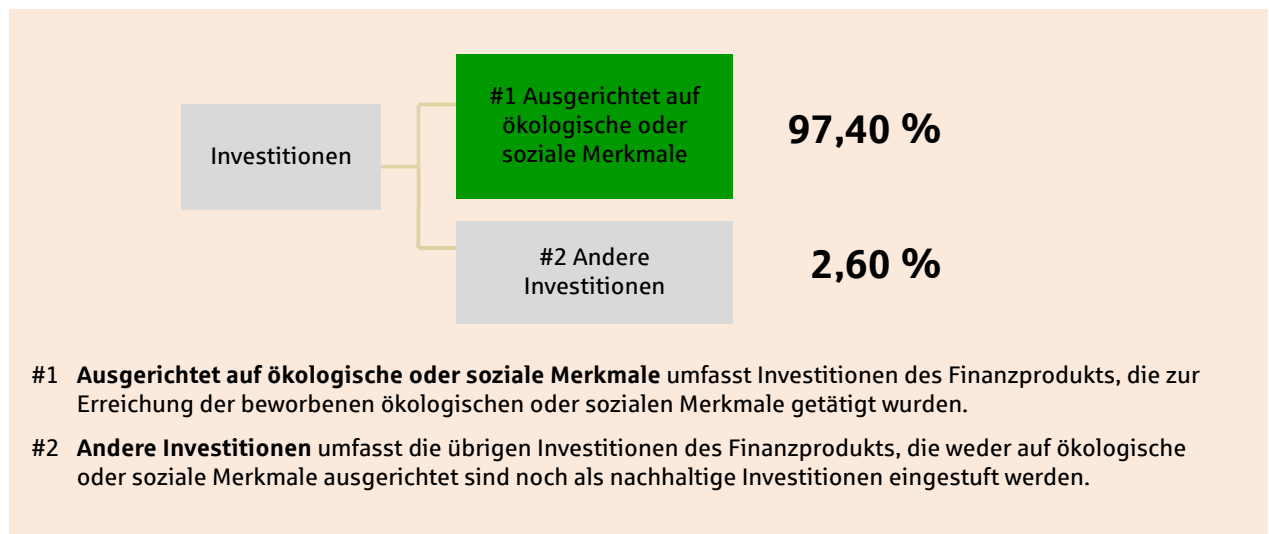 #1 Ausgerichtet auf
ökologische oder
soziale Merkmale
97,40 %
Investitionen
#2 Andere
Investitionen
2,60 %
#1 Ausgerichtet auf ökologische oder soziale Merkmale umfasst Investitionen des Finanzprodukts, die zur
Erreichung der beworbenen ökologischen oder sozialen Merkmale getätigt wurden.
#2 Andere Investitionen umfasst die übrigen Investitionen des Finanzprodukts, die weder auf ökologische
oder soziale Merkmale ausgerichtet sind noch als nachhaltige Investitionen eingestuft werden.